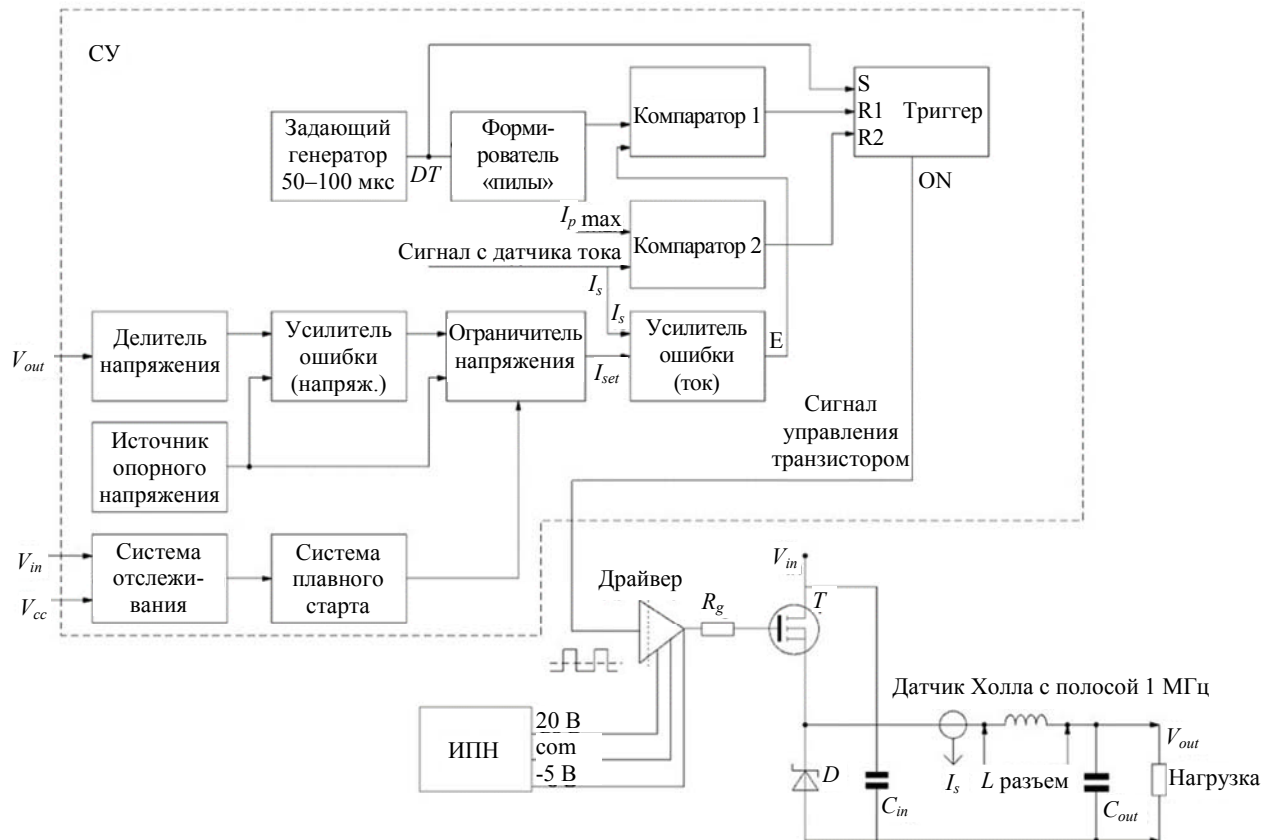 СУ
Задающий
генератор
50–100 мкс
DT
Форми-
рователь
«пилы»
Компаратор 1
S
R1
R2
Триггер
ON
I_p max
Компаратор 2
Сигнал с датчика тока
I_s
I_s
V_out
Делитель
напряжения
Усилитель
ошибки
(напряж.)
Ограничитель
напряжения
I_set
Усилитель
ошибки
(ток)
E
Источник
опорного
напряжения
Сигнал
управления
транзистором
V_in
V_cc
Система
отслежи-
вания
Система
плавного
старта
Драйвер
R_g
V_in
T
ИПН
20 В
com
-5 В
Датчик Холла с полосой 1 МГц
D
C_in
I_s
L разъем
C_out
V_out
Нагрузка